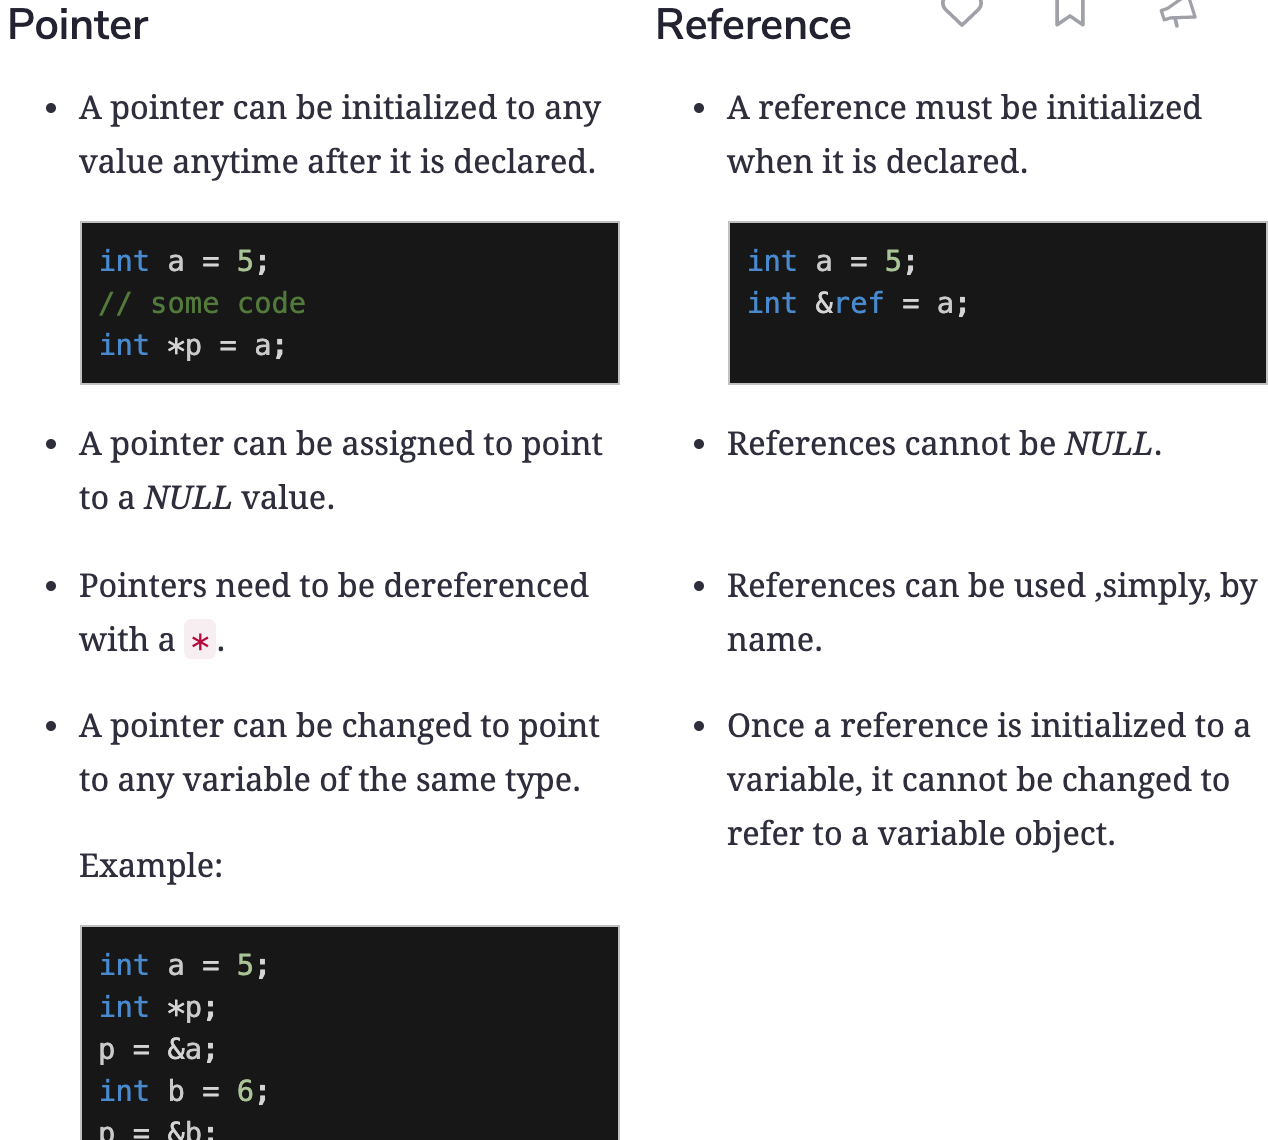 Pointer
• A pointer can be initialized to any
value anytime after it is declared.
int a = 5;
// some code
int *p = a;
• A pointer can be assigned to point
to a NULL value.
• Pointers need to be dereferenced
with a *.
• A pointer can be changed to point
to any variable of the same type.
Example:
int a = 5;
int *p;
p = &a;
int b = 6;
p = &b;
Reference
• A reference must be initialized
when it is declared.
int a = 5;
int &ref = a;
• References cannot be NULL.
• References can be used ,simply, by
name.
• Once a reference is initialized to a
variable, it cannot be changed to
refer to a variable object.